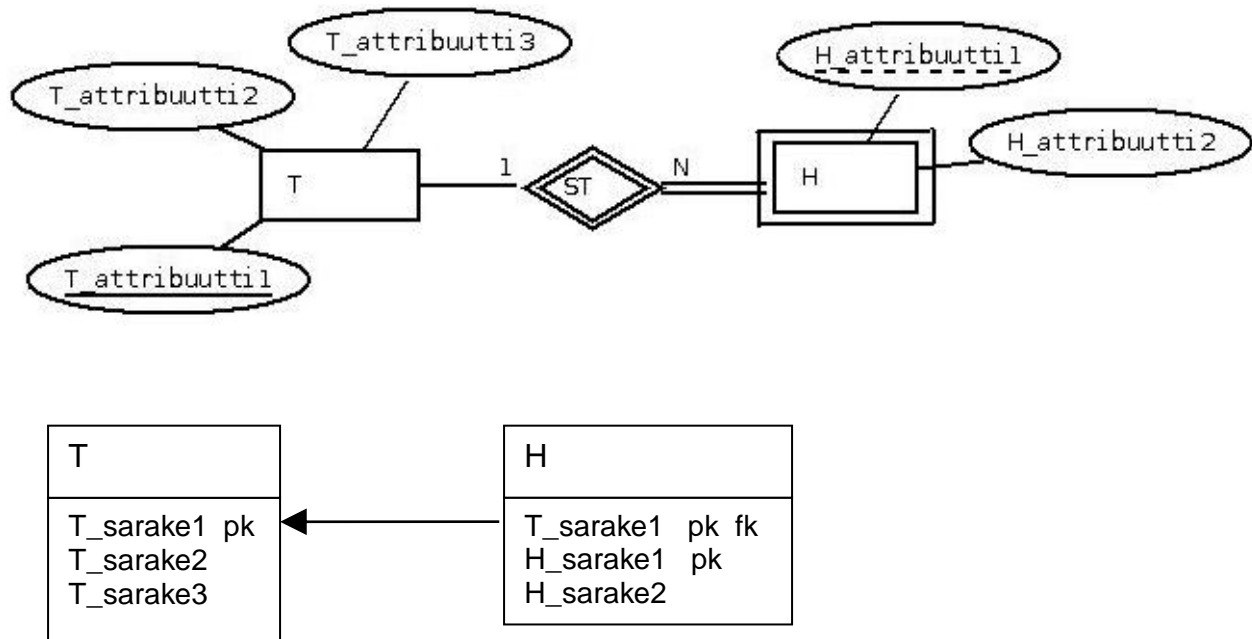 T_attribuutti3
H_attribuutti1
T_attribuutti2
H_attribuutti2
T
1
ST
N
H
T_attribuutti1
T
T_sarake1 pk
T_sarake2
T_sarake3
H
T_sarake1 pk fk
H_sarake1 pk
H_sarake2